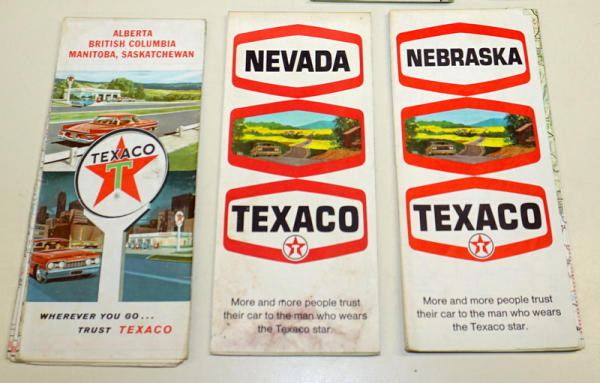 ALBERTA
BRITISH COLUMBIA
MANITOBA, SASKATCHEWAN
TEXACO
T
WHEREVER YOU GO...
TRUST TEXACO
NEVADA
TEXACO
T
More and more people trust
their car to the man who wears
the Texaco star.
NEBRASKA
TEXACO
T
More and more people trust
their car to the man who wears
the Texaco star.